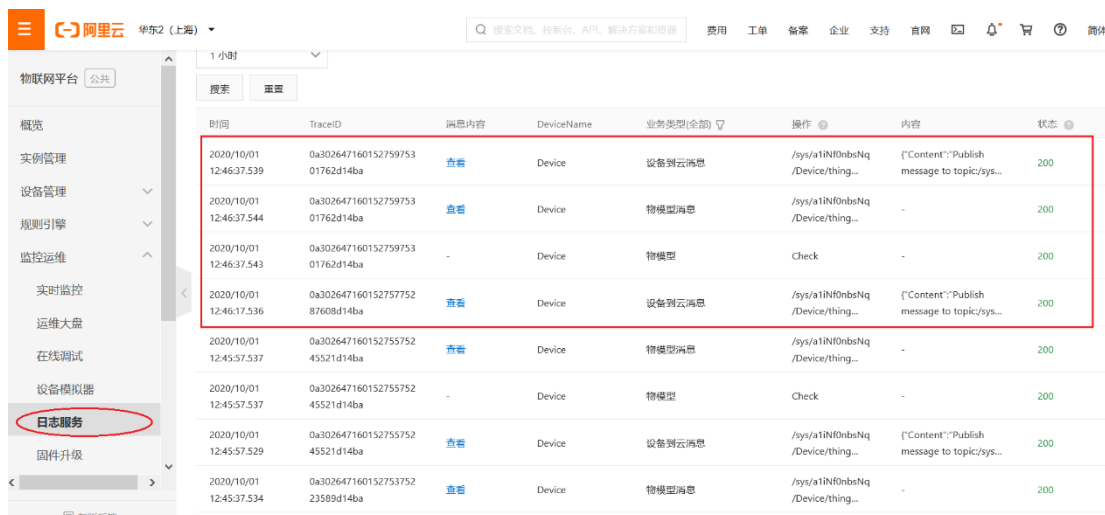 阿里云 华东2（上海） 搜索文档、控制台、API、解决方案和资源 费用 工单 备案 企业 支持 官网 简体
物联网平台 公共
概览
实例管理
设备管理
规则引擎
监控运维
实时监控
运维大盘
在线调试
设备模拟器
日志服务
固件升级
1 小时
搜索 重置
时间 TraceID 消息内容 DeviceName 业务类型(全部) 操作 内容 状态
2020/10/01 0a302647160152759753 查看 Device 设备到云消息 /sys/a1iNf0nbsNq {"Content":"Publish 200
12:46:37.539 01762d14ba /Device/thing... message to topic:/sys...
2020/10/01 0a302647160152759753 查看 Device 物模型消息 /sys/a1iNf0nbsNq - 200
12:46:37.544 01762d14ba /Device/thing...
2020/10/01 0a302647160152759753 - Device 物模型 Check - 200
12:46:37.543 01762d14ba
2020/10/01 0a302647160152757752 查看 Device 设备到云消息 /sys/a1iNf0nbsNq {"Content":"Publish 200
12:46:17.536 87608d14ba /Device/thing... message to topic:/sys...
2020/10/01 0a302647160152755752 查看 Device 物模型消息 /sys/a1iNf0nbsNq - 200
12:45:57.537 45521d14ba /Device/thing...
2020/10/01 0a302647160152755752 - Device 物模型 Check - 200
12:45:57.537 45521d14ba
2020/10/01 0a302647160152755752 查看 Device 设备到云消息 /sys/a1iNf0nbsNq {"Content":"Publish 200
12:45:57.529 45521d14ba /Device/thing... message to topic:/sys...
2020/10/01 0a302647160152753752 查看 Device 物模型消息 /sys/a1iNf0nbsNq - 200
12:45:37.534 23589d14ba /Device/thing...